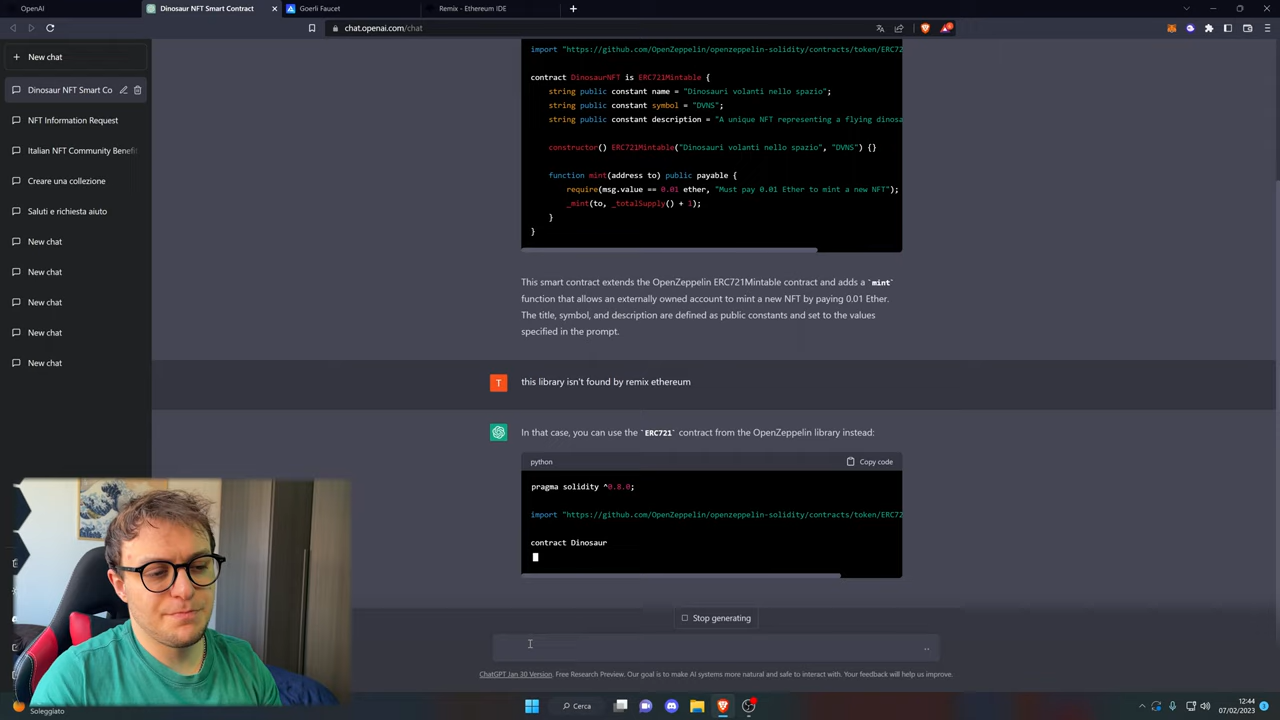 OpenAI
Dinosaur NFT Smart Contract
Goerli Faucet
Remix - Ethereum IDE
chat.openai.com/chat
New chat
Dinosaur NFT Smart Co
NFT Information Request
Italian NFT Community Benefi
Creare una collezione
Saluti e richiesta aiuto
New chat
New chat
New chat
New chat
New chat
import "https://github.com/OpenZeppelin/openzeppelin-solidity/contracts/token/ERC72
contract DinosaurNFT is ERC721Mintable {
string public constant name = "Dinosauri volanti nello spazio";
string public constant symbol = "DVNS";
string public constant description = "A unique NFT representing a flying dinosa
constructor() ERC721Mintable("Dinosauri volanti nello spazio", "DVNS") {}
function mint(address to) public payable {
require(msg.value == 0.01 ether, "Must pay 0.01 Ether to mint a new NFT");
_mint(to, _totalSupply() + 1);
}
}
This smart contract extends the OpenZeppelin ERC721Mintable contract and adds a `mint`
function that allows an externally owned account to mint a new NFT by paying 0.01 Ether.
The title, symbol, and description are defined as public constants and set to the values
specified in the prompt.
T
this library isn't found by remix ethereum
In that case, you can use the `ERC721` contract from the OpenZeppelin library instead:
python
Copy code
pragma solidity ^0.8.0;
import "https://github.com/OpenZeppelin/openzeppelin-solidity/contracts/token/ERC72
contract Dinosaur
Stop generating
ChatGPT Jan 30 Version. Free Research Preview. Our goal is to make AI systems more natural and safe to interact with. Your feedback will help us improve.
Soleggiato
Cerca
12:44
07/02/2023